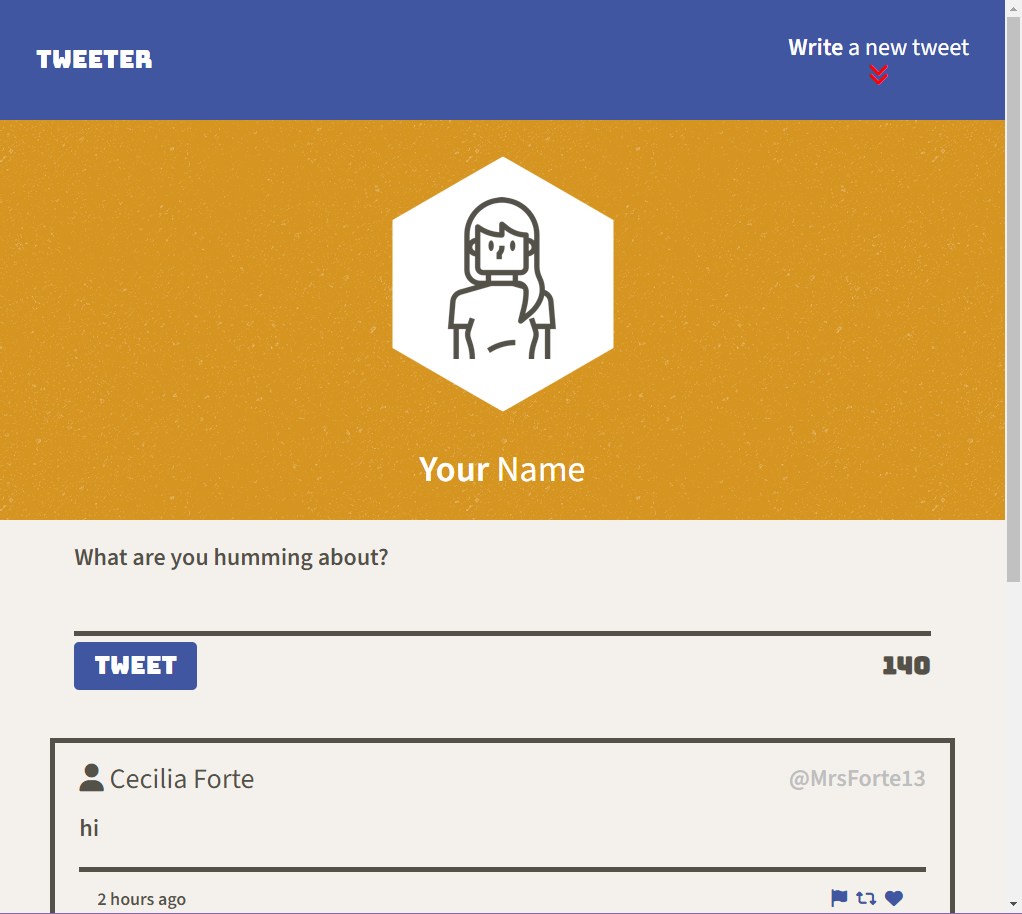 TWEETER
Write a new tweet
Your Name
What are you humming about?
TWEET
140
Cecilia Forte
@MrsForte13
hi
2 hours ago